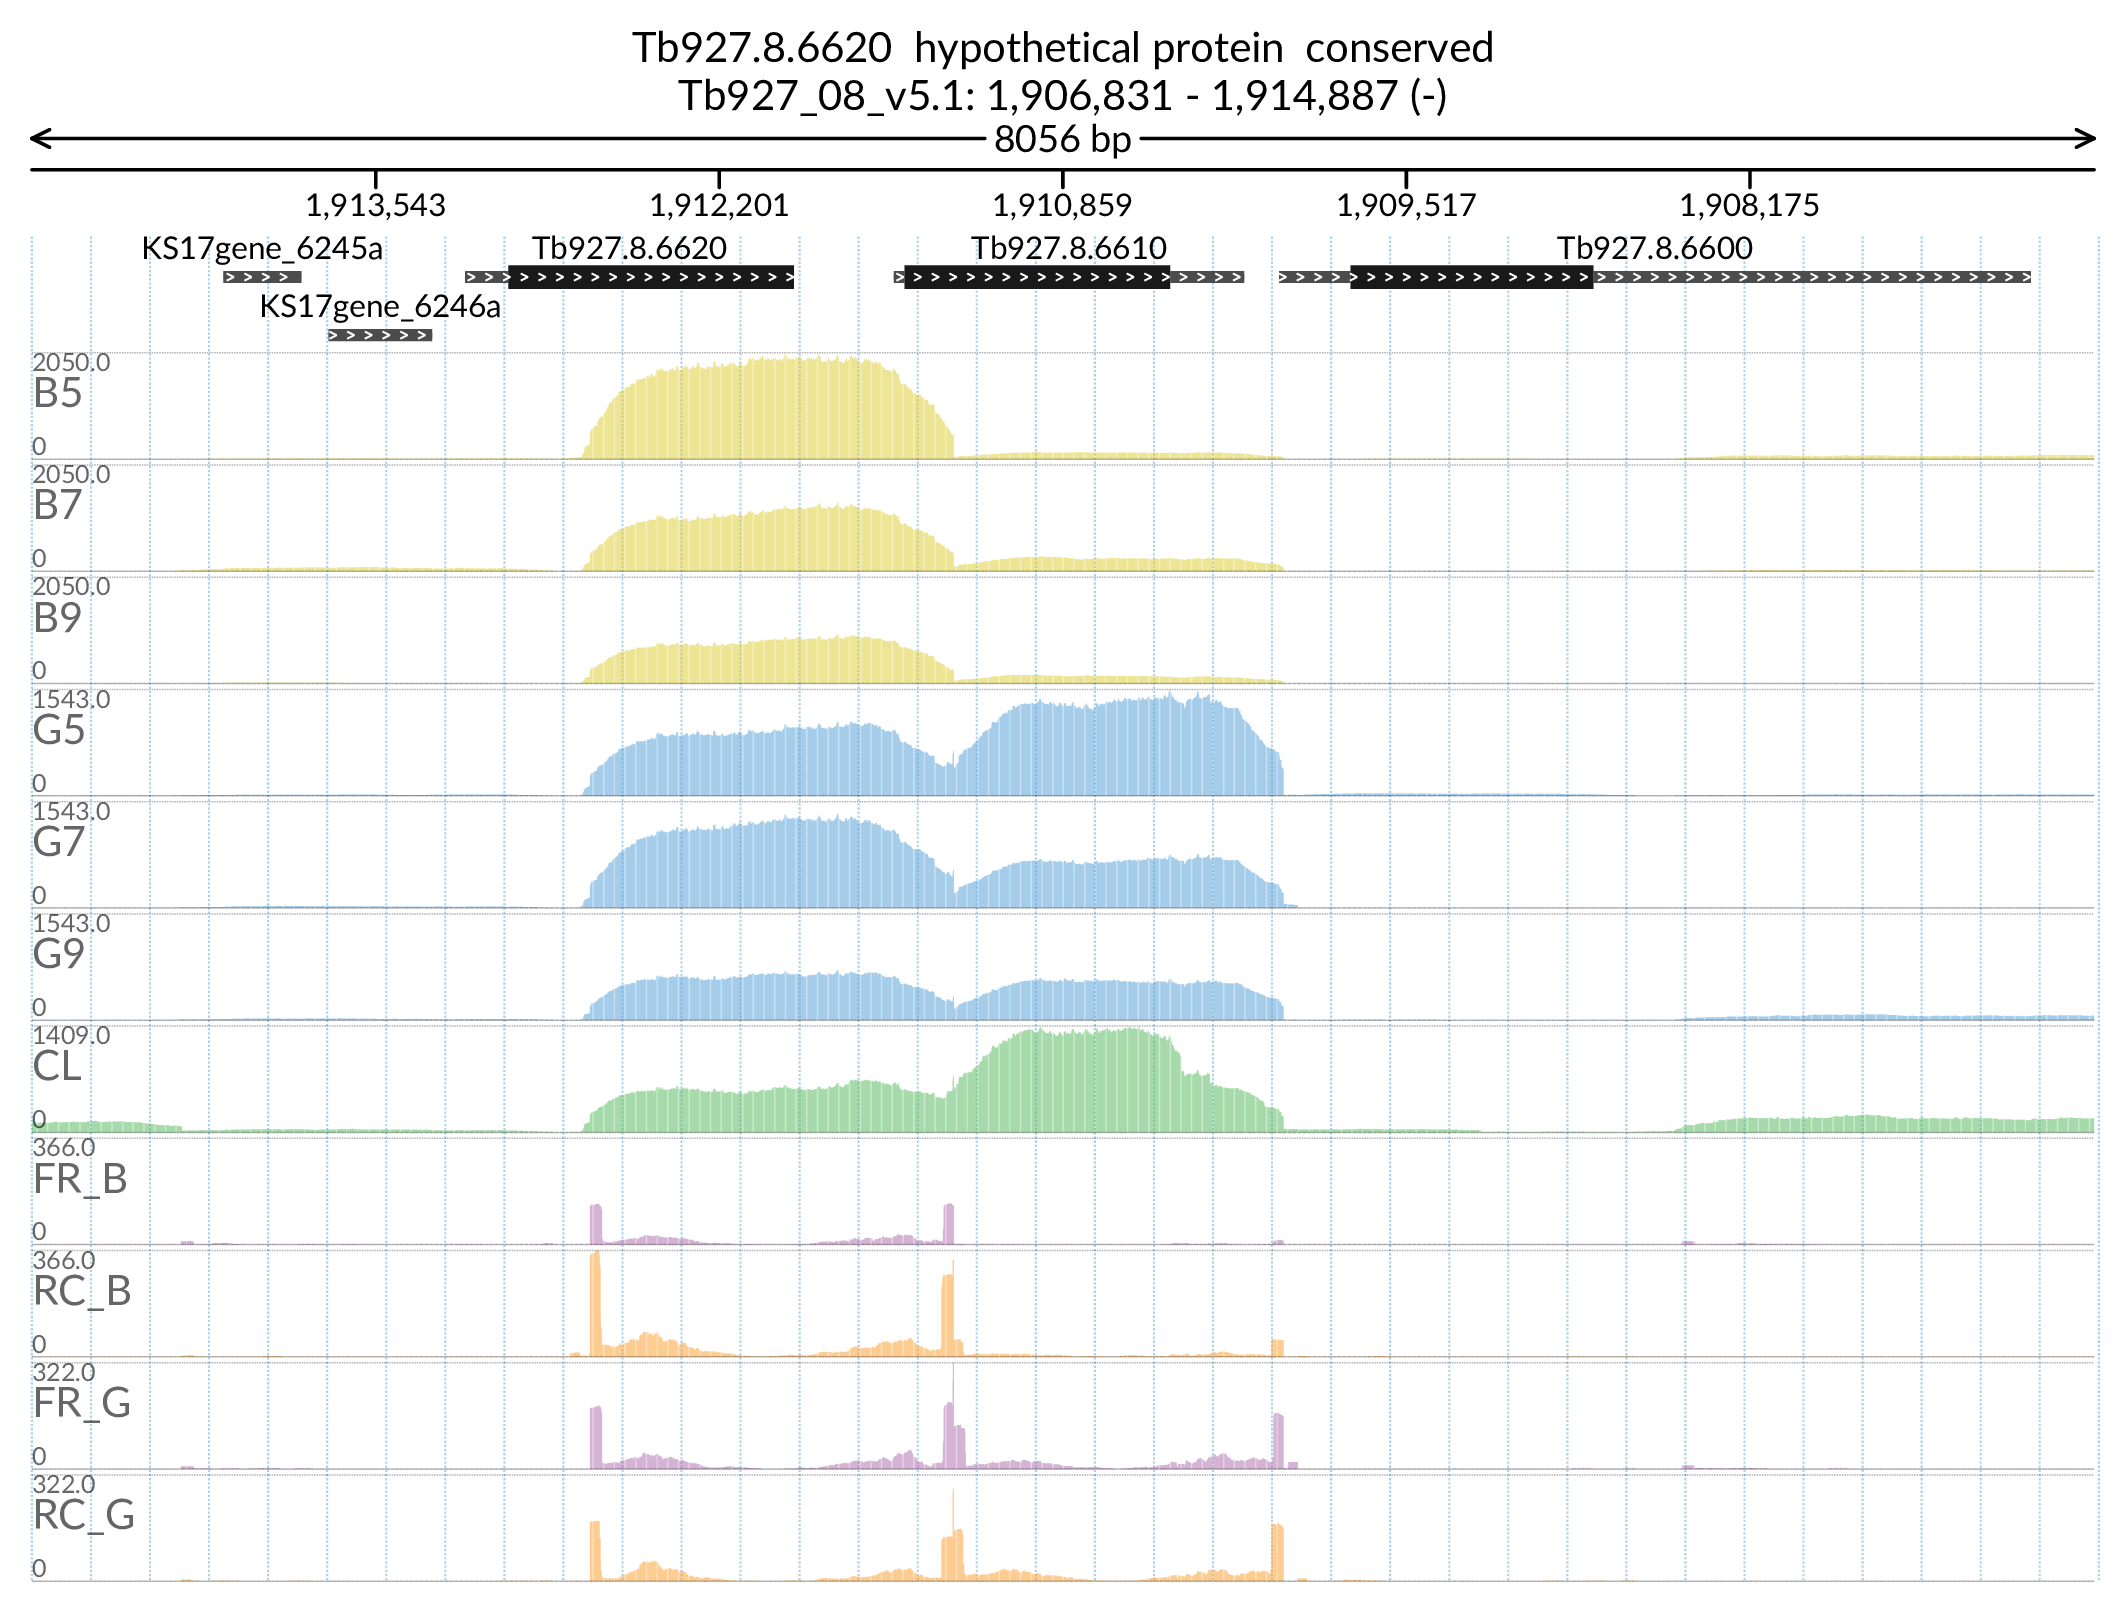 Tb927.8.6620 hypothetical protein conserved
Tb927_08_v5.1: 1,906,831 - 1,914,887 (-)
8056 bp
1,913,543 1,912,201 1,910,859 1,909,517 1,908,175
KS17gene_6245a Tb927.8.6620 Tb927.8.6610 Tb927.8.6600
KS17gene_6246a
2050.0
B5
0
2050.0
B7
0
2050.0
B9
0
1543.0
G5
0
1543.0
G7
0
1543.0
G9
0
1409.0
CL
0
366.0
FR_B
0
366.0
RC_B
0
322.0
FR_G
0
322.0
RC_G
0